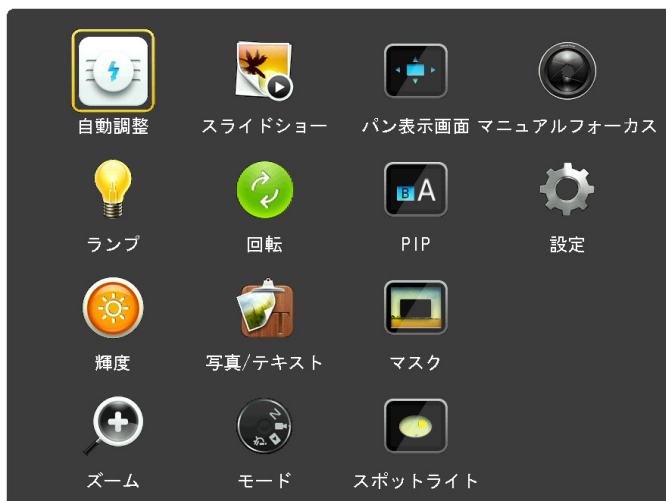 自動調整 スライドショー パン表示画面 マニュアルフォーカス
BA
ランプ 回転 PIP 設定
輝度 写真/テキスト マスク
ズーム モード スポットライト